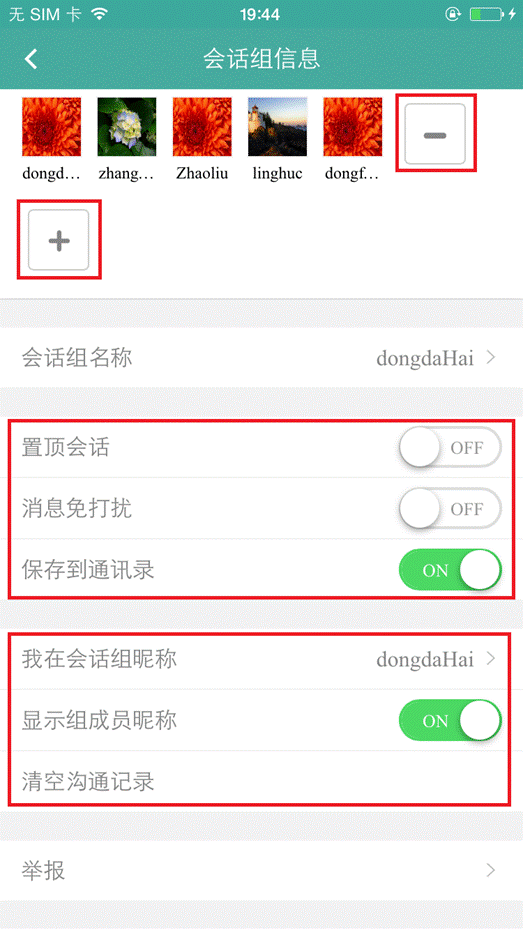 无 SIM 卡 19:44
会话组信息
dongd… zhang… Zhaoliu linghuc dongf…
会话组名称 dongdaHai
置顶会话 OFF
消息免打扰 OFF
保存到通讯录 ON
我在会话组昵称 dongdaHai
显示组成员昵称 ON
清空沟通记录
举报